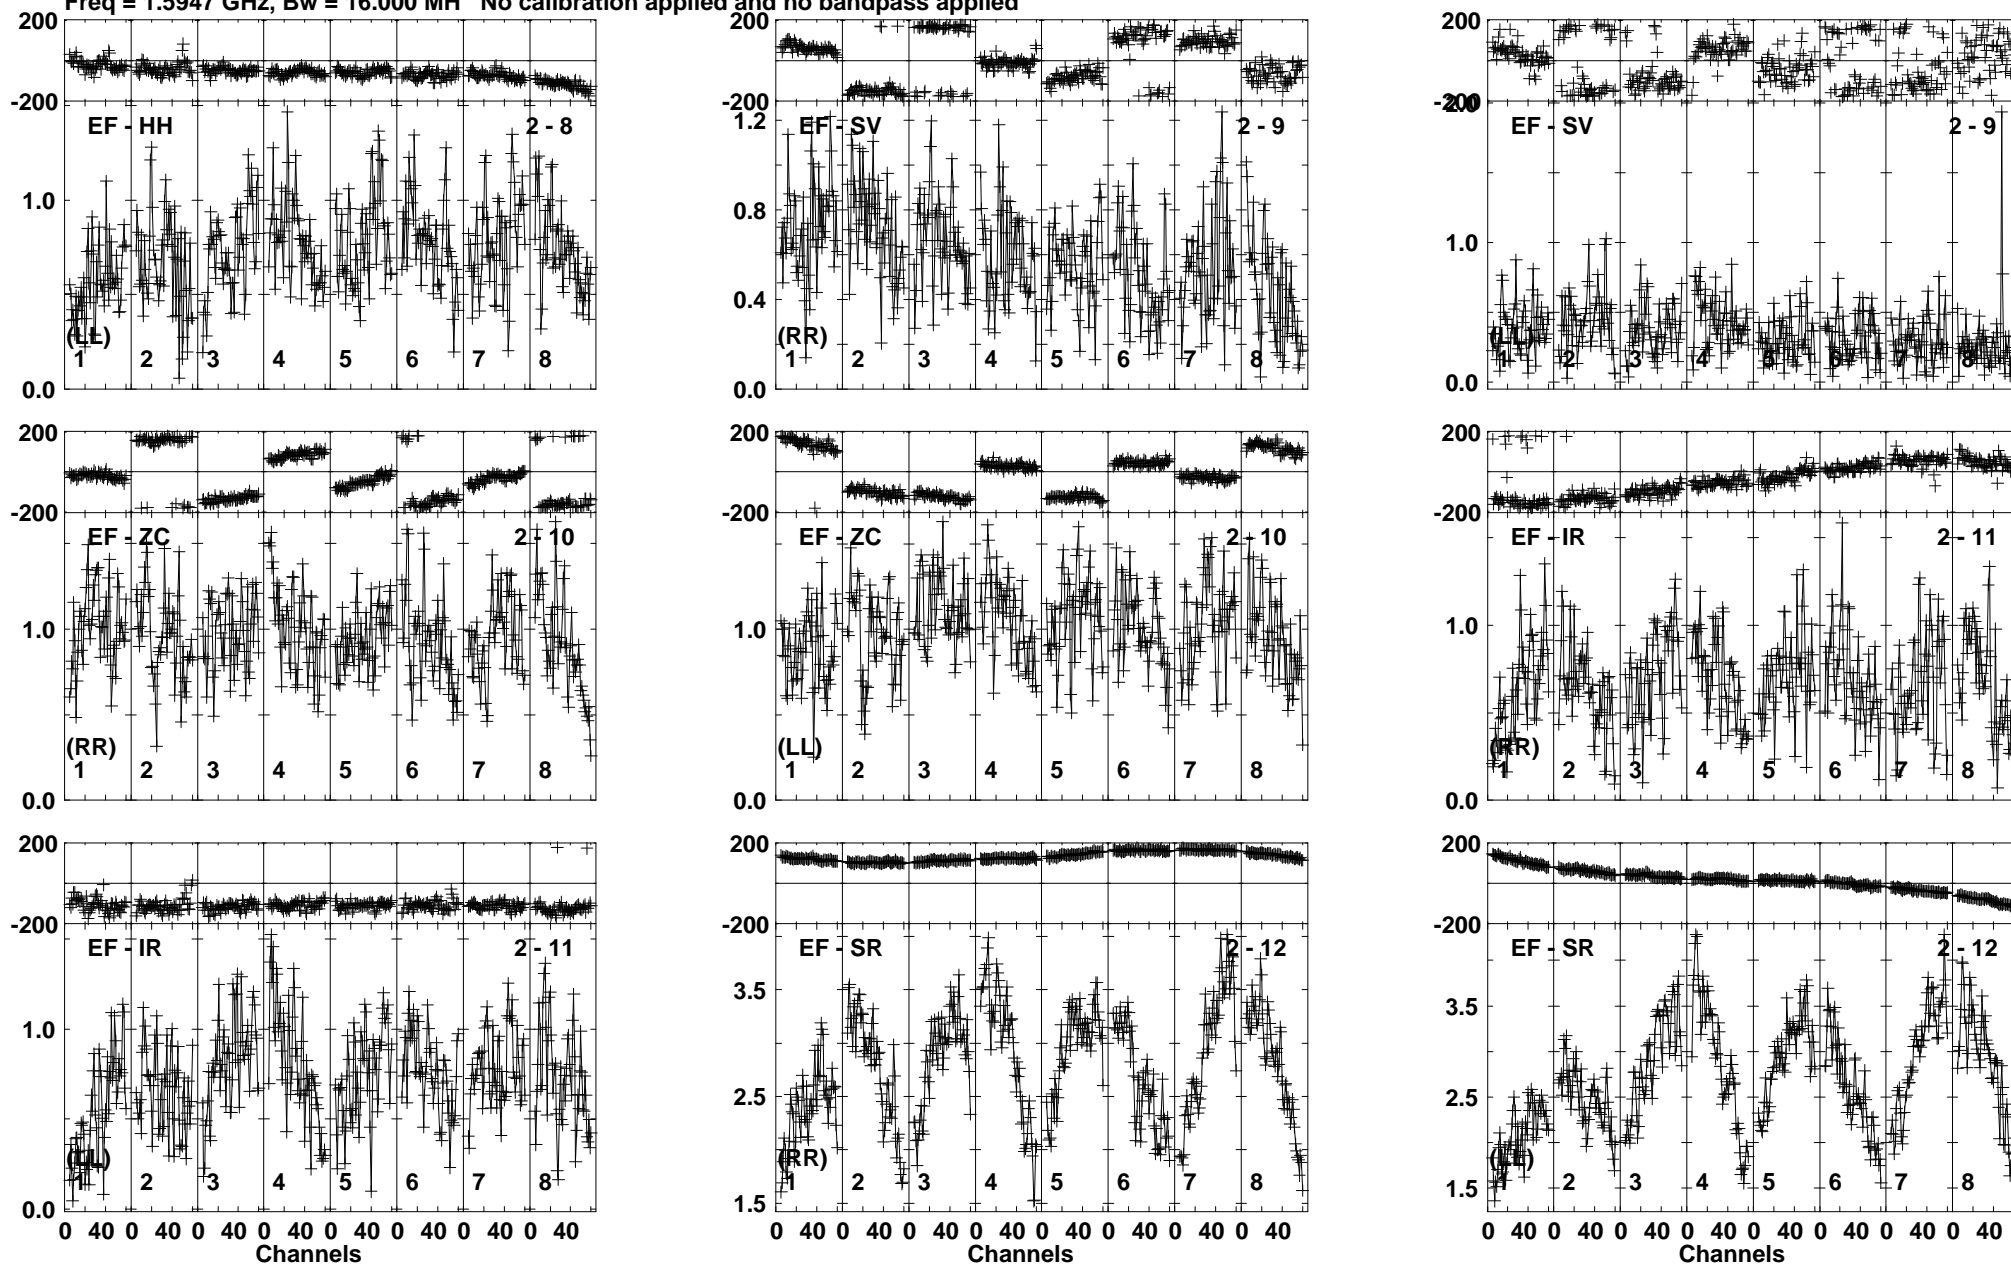 Freq = 1.5947 GHz, Bw = 16.000 MH No calibration applied and no bandpass applied
200 200 200
-200 -200 -200
EF - HH 2 - 8 EF - SV 2 - 9 EF - SV 2 - 9
2.0
1.2
1.0 0.8 1.0
0.4
(LL) (RR) (LL)
1 2 3 4 5 6 7 8 1 2 3 4 5 6 7 8 1 2 3 4 5 6 7 8
0.0 0.0 0.0
200 200 200
-200 -200 -200
EF - ZC 2 - 10 EF - ZC 2 - 10 EF - IR 2 - 11
1.0 1.0 1.0
(RR) (LL) (RR)
1 2 3 4 5 6 7 8 1 2 3 4 5 6 7 8 1 2 3 4 5 6 7 8
0.0 0.0 0.0
200 200 200
-200 -200 -200
EF - IR 2 - 11 EF - SR 2 - 12 EF - SR 2 - 12
3.5 3.5
1.0 2.5 2.5
(LL) (RR) (LL)
1 2 3 4 5 6 7 8 1 2 3 4 5 6 7 8 1 2 3 4 5 6 7 8
0.0 1.5 1.5
0 40 0 40 0 40 0 40 0 40 0 40 0 40 0 40 0 40 0 40 0 40 0 40 0 40 0 40 0 40 0 40 0 40 0 40 0 40 0 40 0 40 0 40 0 40 0 40
Channels Channels Channels